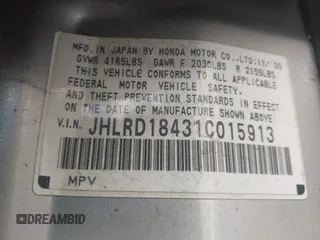 MFD.IN JAPAN BY HONDA MOTOR CO.,LTD:11/'00
GVWR 4165LBS GAWR F 2030LBS R 2155LBS
THIS VEHICLE CONFORMS TO ALL APPLICABLE
FEDERAL MOTOR VEHICLE SAFETY,
AND THEFT PREVENTION STANDARDS IN EFFECT
ON THE DATE OF MANUFACTURE SHOWN ABOVE:
V.I.N. JHLRD18431C015913
MPV
DREAMBID